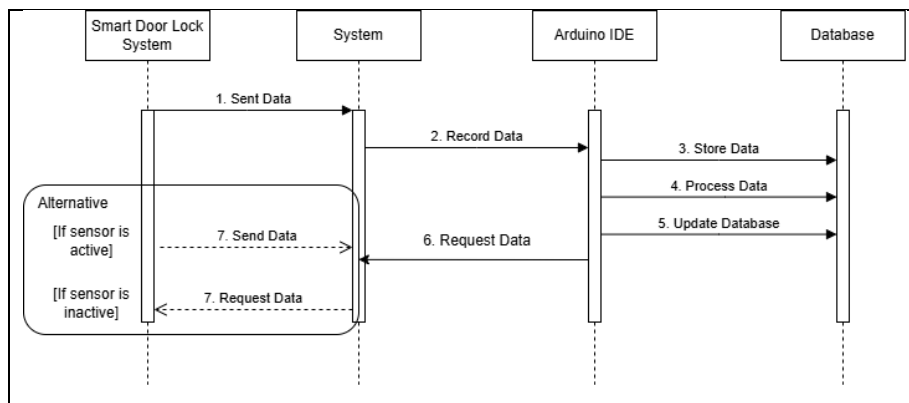 Smart Door Lock
System
System
Arduino IDE
Database
1. Sent Data
2. Record Data
3. Store Data
4. Process Data
5. Update Database
6. Request Data
Alternative
[If sensor is
active]
7. Send Data
[If sensor is
inactive]
7. Request Data